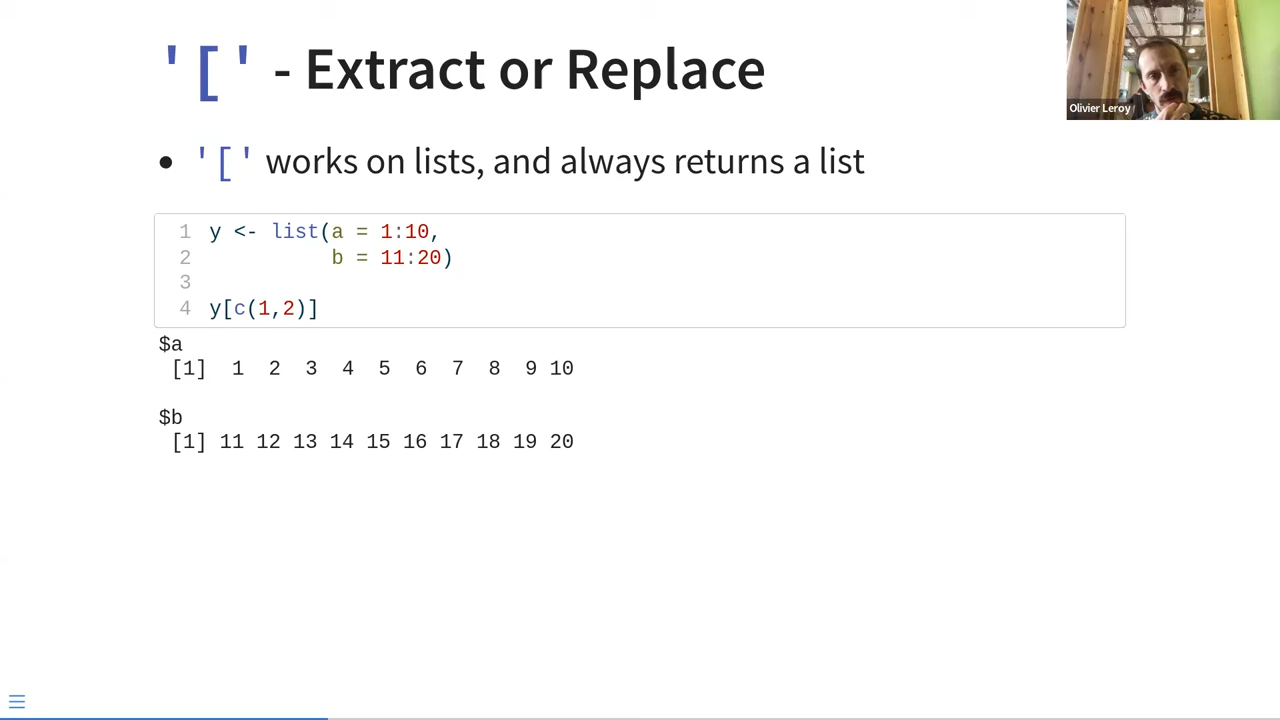 '[' - Extract or Replace
Olivier Leroy
• '[' works on lists, and always returns a list
1 y <- list(a = 1:10,
2           b = 11:20)
3
4 y[c(1,2)]
$a
 [1]  1  2  3  4  5  6  7  8  9 10
$b
 [1] 11 12 13 14 15 16 17 18 19 20